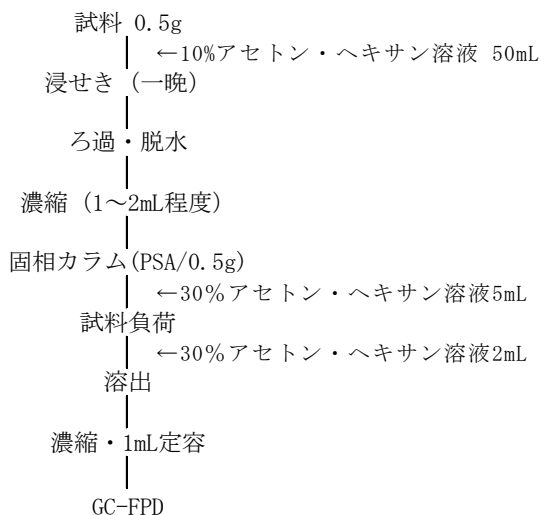 試料 0.5g
←10%アセトン・ヘキサン溶液 50mL
浸せき (一晩)
ろ過・脱水
濃縮 (1～2mL程度)
固相カラム(PSA/0.5g)
←30%アセトン・ヘキサン溶液5mL
試料負荷
←30％アセトン・ヘキサン溶液2mL
溶出
濃縮・1mL定容
GC-FPD